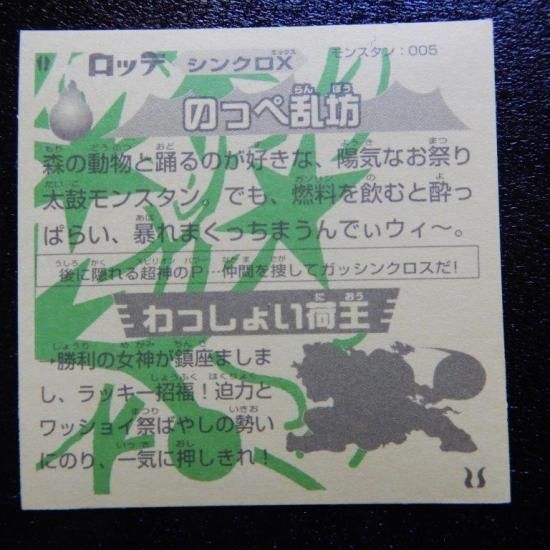 ロッテ シンクロX モンスタン：005
のっぺ乱坊
森の動物と踊るのが好きな、陽気なお祭り
太鼓モンスタン。でも、燃料を飲むと酔っ
ぱらい、暴れまくっちまうんでぃウィ〜。
後に隠れる超神のP…仲間を捜してガッシンクロスだ!
わっしょい荷王
勝利の女神が鎮座ましま
し、ラッキー招福!迫力と
ワッショイ祭ばやしの勢い
にのり、一気に押しきれ!